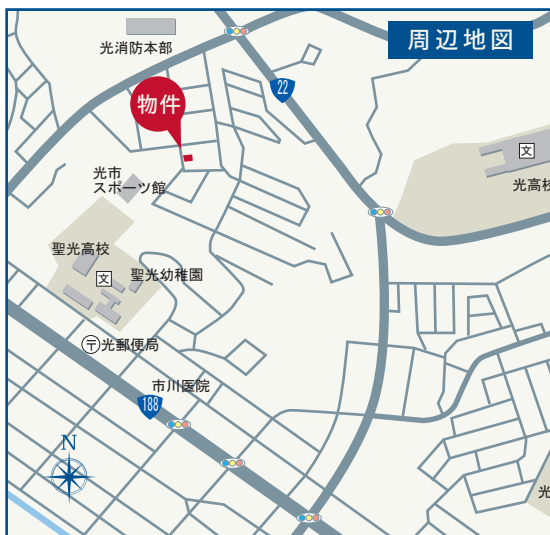 周辺地図
光消防本部
22
物件
文
光高校
光市
スポーツ館
聖光高校
文
聖光幼稚園
〒光郵便局
市川医院
188
N
光